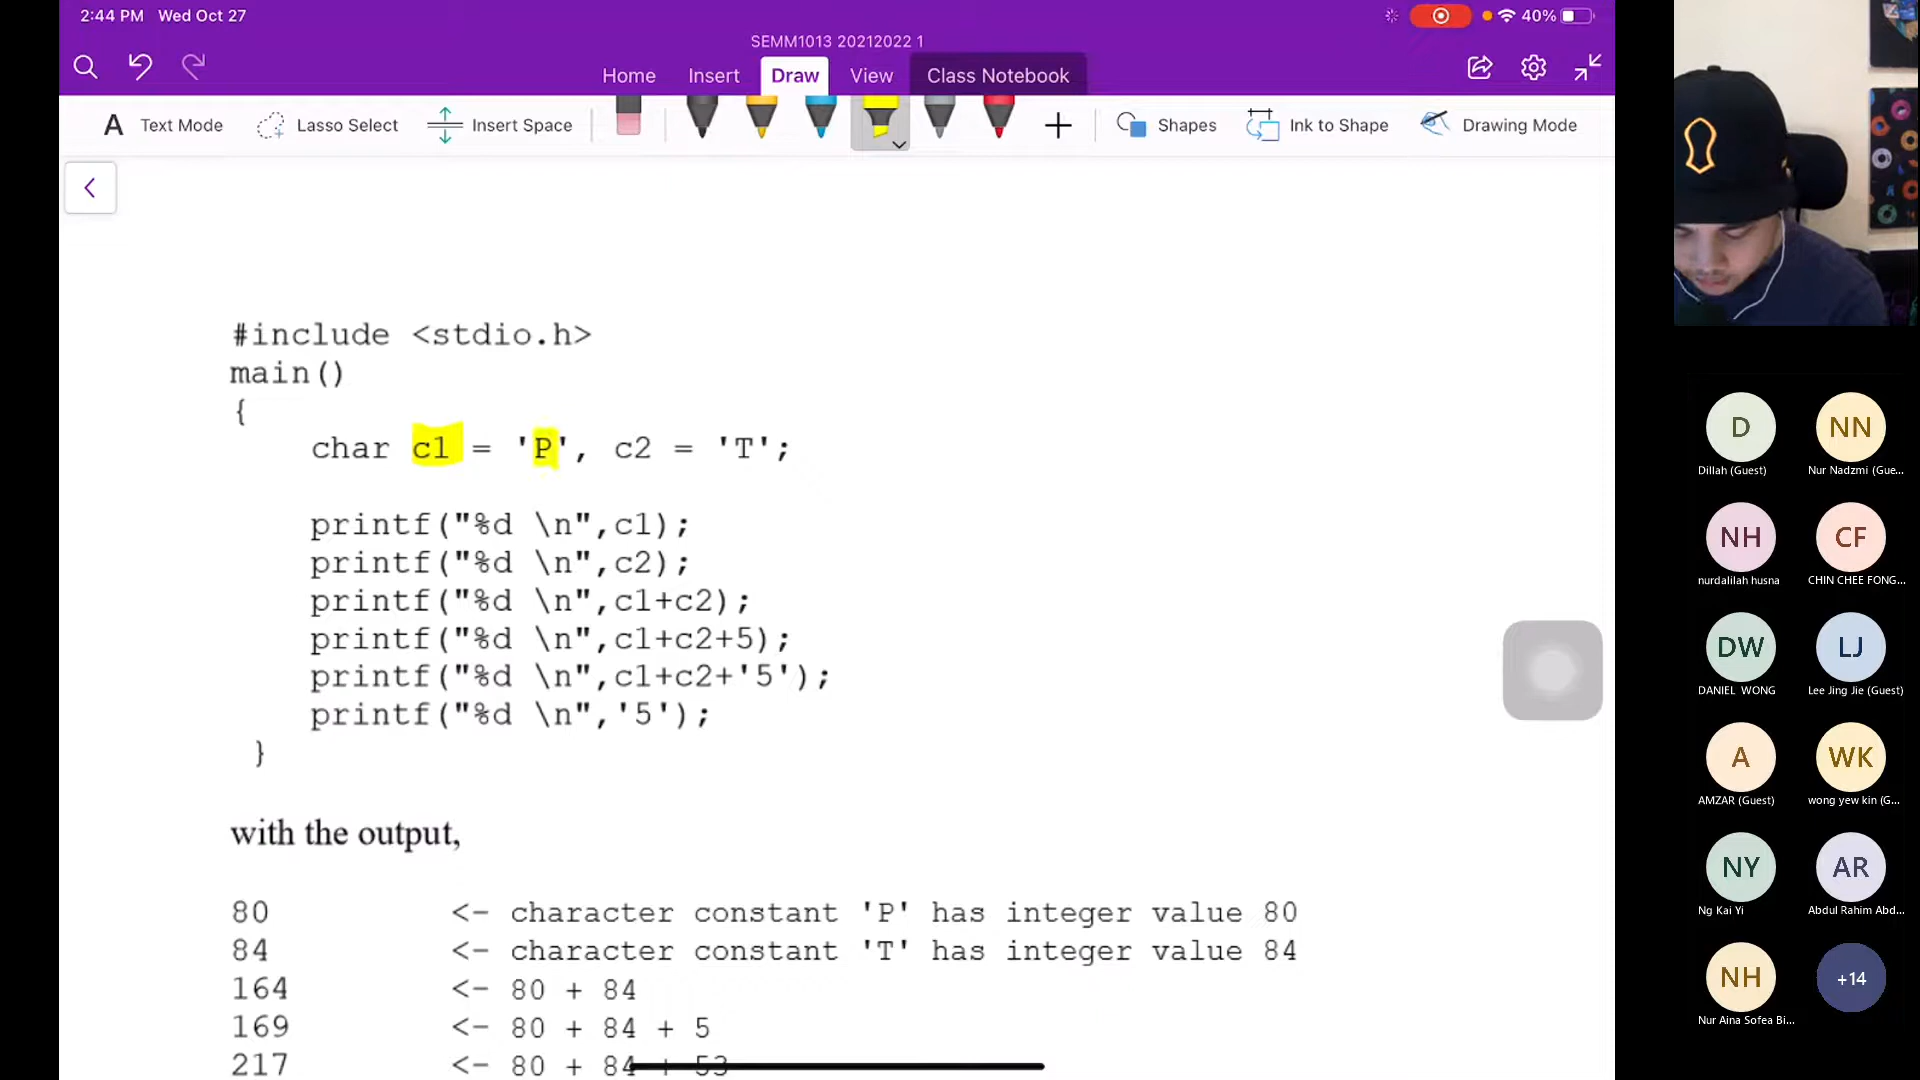 2:44 PM Wed Oct 27
40%
SEMM1013 20212022 1
Home Insert Draw View Class Notebook
A Text Mode Lasso Select Insert Space Shapes Ink to Shape Drawing Mode
#include <stdio.h>
main()
{
char c1 = 'P', c2 = 'T';
printf("%d \n",c1);
printf("%d \n",c2);
printf("%d \n",c1+c2);
printf("%d \n",c1+c2+5);
printf("%d \n",c1+c2+'5');
printf("%d \n",'5');
}
with the output,
80 <- character constant 'P' has integer value 80
84 <- character constant 'T' has integer value 84
164 <- 80 + 84
169 <- 80 + 84 + 5
217 <- 80 + 84 + 53
D NN
Dillah (Guest) Nur Nadzmi (Gue...
NH CF
nurdalilah husna CHIN CHEE FONG...
DW LJ
DANIEL WONG Lee Jing Jie (Guest)
A WK
AMZAR (Guest) wong yew kin (G...
NY AR
Ng Kai Yi Abdul Rahim Abd...
NH +14
Nur Aina Sofea Bi...